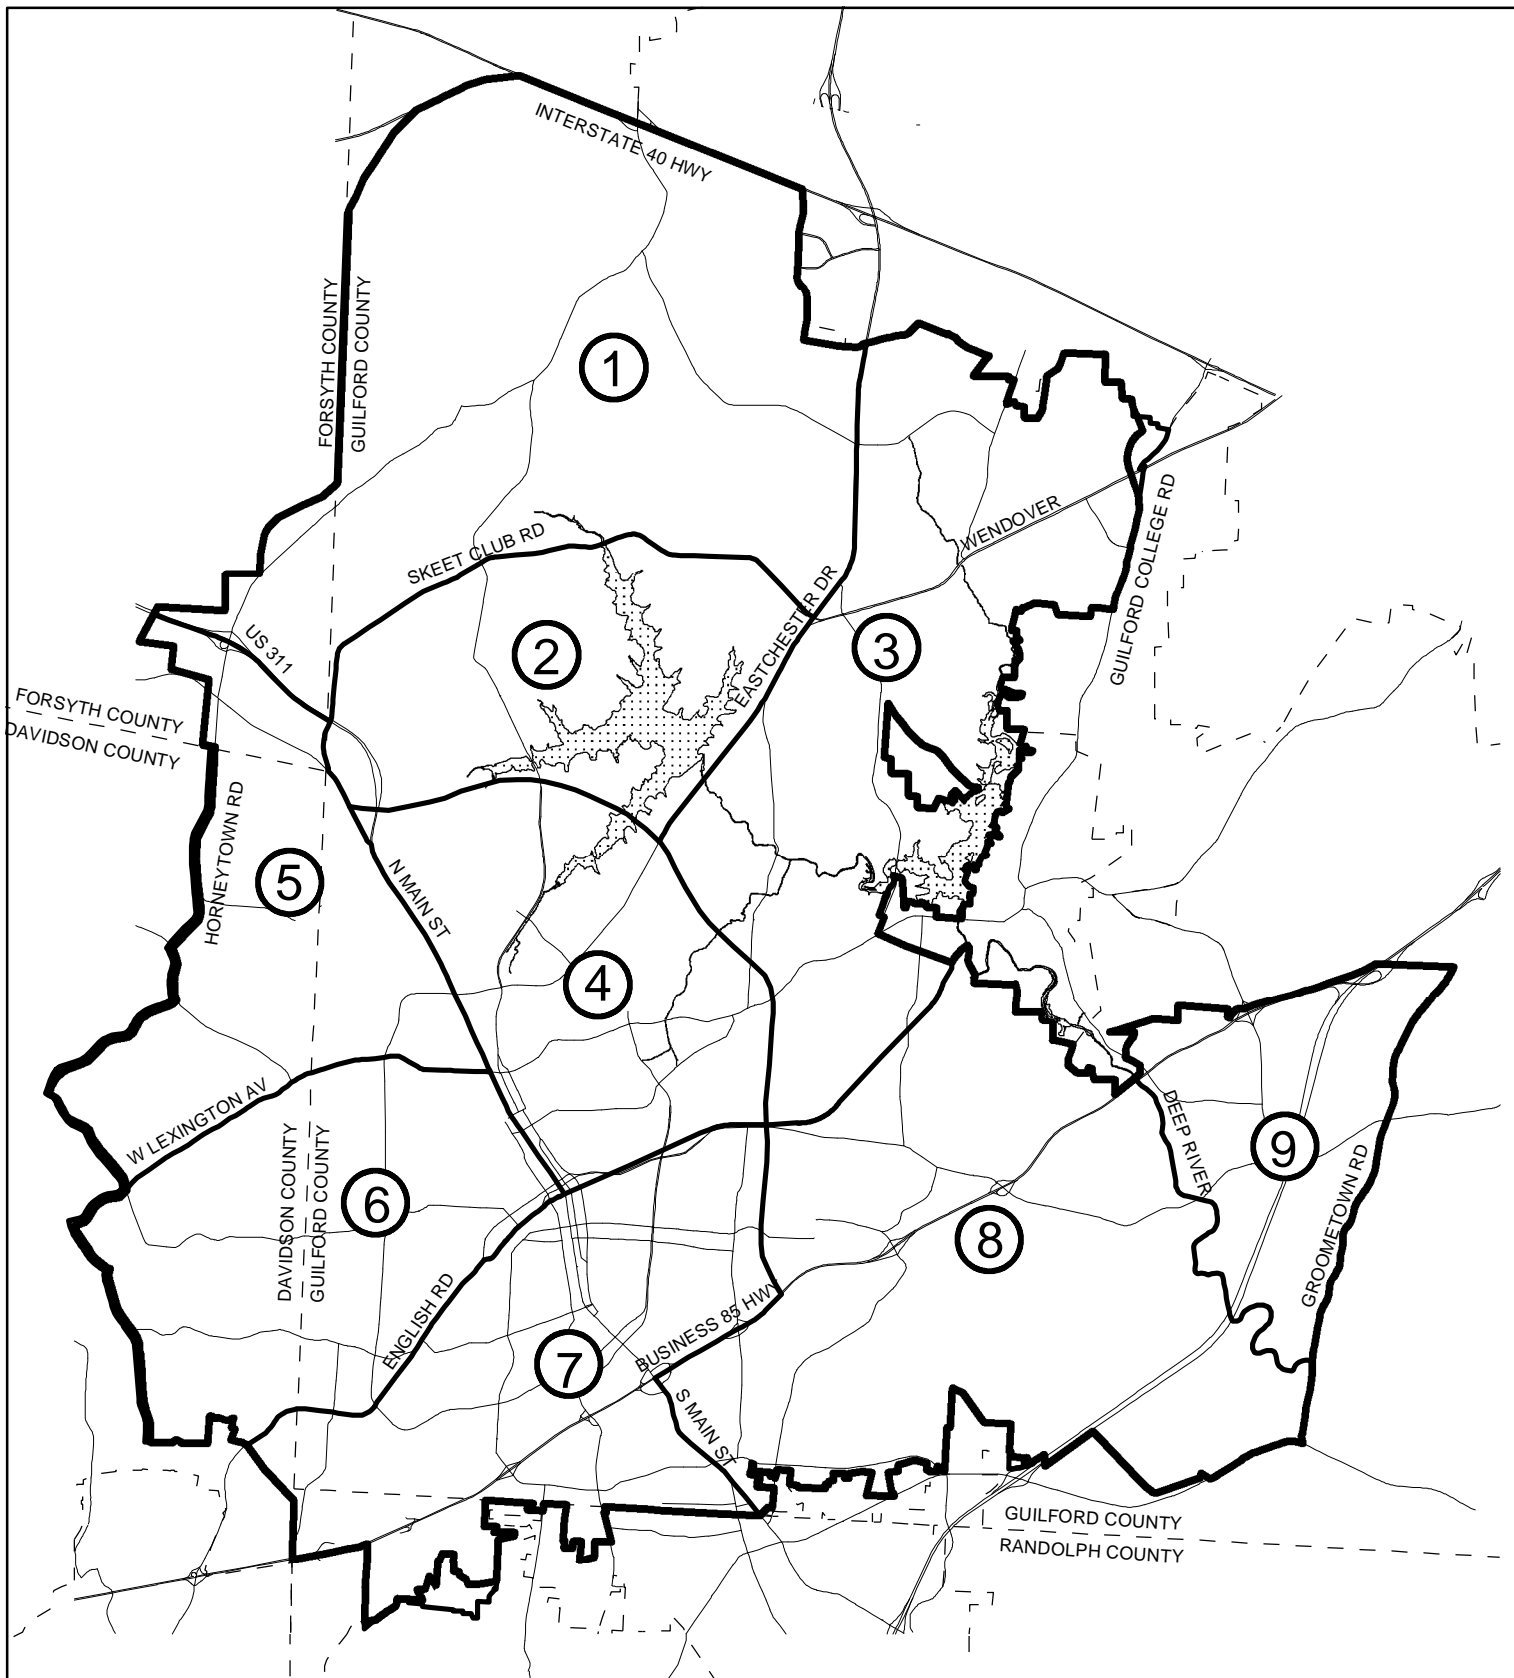 INTERSTATE 40 HWY
FORSYTH COUNTY
GUILFORD COUNTY
1
WENDOVER
SKEET CLUB RD
GUILFORD COLLEGE RD
EASTCHESTER DR
US 311
2
3
FORSYTH COUNTY
DAVIDSON COUNTY
HORNEYTOWN RD
5
N MAIN ST
4
W LEXINGTON AV
DEEP RIVER
9
DAVIDSON COUNTY
GUILFORD COUNTY
6
8
GROOMETOWN RD
ENGLISH RD
BUSINESS 85 HWY
7
S MAIN ST
GUILFORD COUNTY
RANDOLPH COUNTY